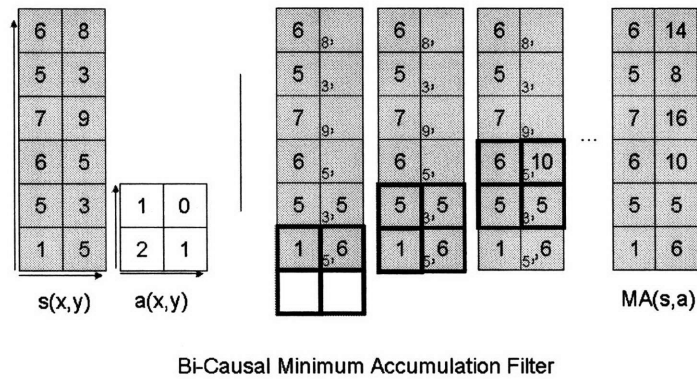 6 8 6 8, 6 8, 6 8, 6 14
5 3 5 3, 5 3, 5 3, 5 8
7 9 7 9, 7 9, 7 9, 7 16
6 5 6 5, 6 5, 6 5, 10 ... 6 10
5 3 1 0 5 3, 5 5 3, 5 5 3, 5 5 5
1 5 2 1 1 5, 6 1 5, 6 1 5, 6 1 6
s(x,y) a(x,y) MA(s,a)
Bi-Causal Minimum Accumulation Filter